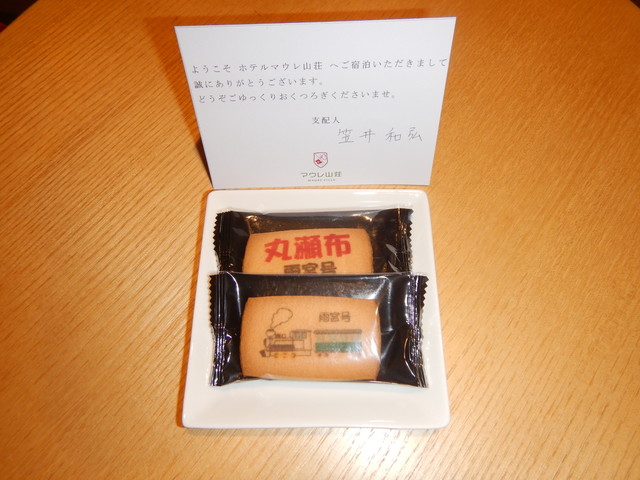 ようこそ ホテルマウレ山荘 へご宿泊いただきまして
誠にありがとうございます。
どうぞごゆっくりおくつろぎくださいませ。
支配人
笠井 和弘
マウレ山荘
丸瀬布
雨宮号
雨宮号